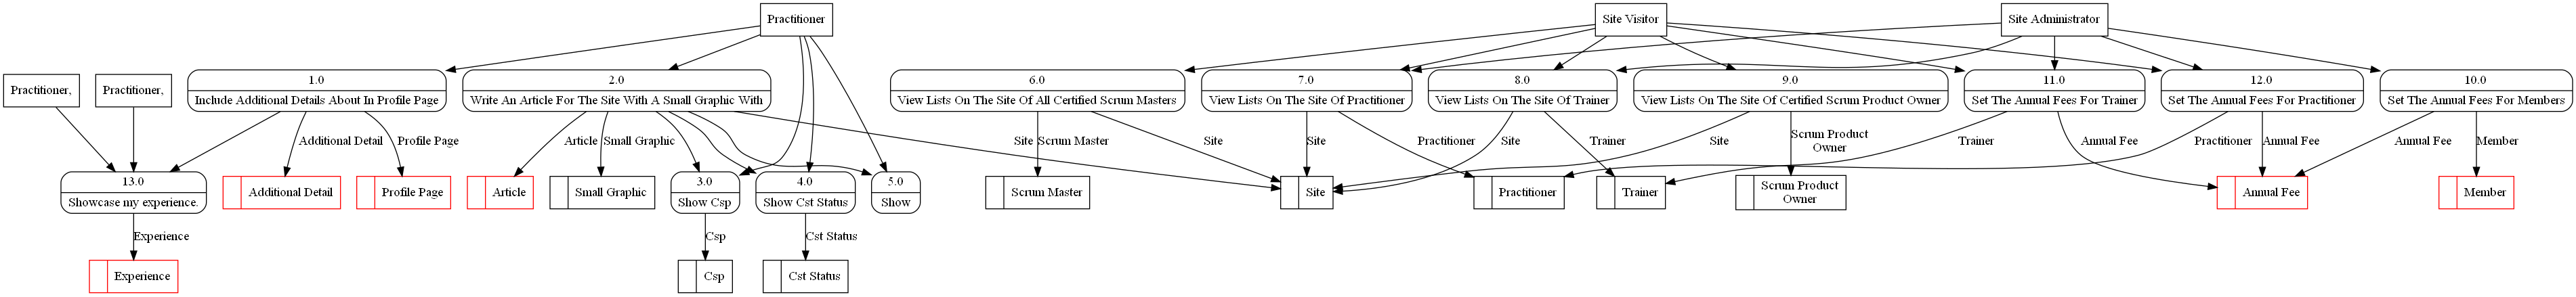 Practitioner
Site Visitor
Site Administrator
Practitioner,
Practitioner,
1.0
Include Additional Details About In Profile Page
2.0
Write An Article For The Site With A Small Graphic With
6.0
View Lists On The Site Of All Certified Scrum Masters
7.0
View Lists On The Site Of Practitioner
8.0
View Lists On The Site Of Trainer
9.0
View Lists On The Site Of Certified Scrum Product Owner
11.0
Set The Annual Fees For Trainer
12.0
Set The Annual Fees For Practitioner
10.0
Set The Annual Fees For Members
Additional Detail
Profile Page
Article
Small Graphic
Site
Scrum Master
Site
Site
Practitioner
Site
Trainer
Site
Scrum Product
Owner
Trainer
Annual Fee
Practitioner
Annual Fee
Annual Fee
Member
13.0
Showcase my experience.
Additional Detail
Profile Page
Article
Small Graphic
3.0
Show Csp
4.0
Show Cst Status
5.0
Show
Scrum Master
Site
Practitioner
Trainer
Scrum Product
Owner
Annual Fee
Member
Experience
Csp
Cst Status
Experience
Csp
Cst Status